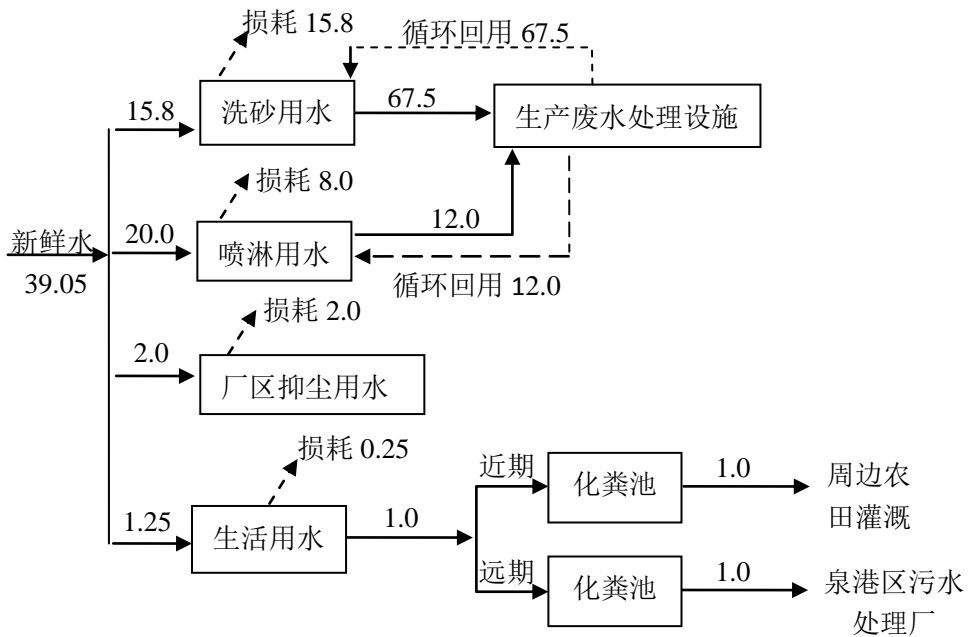 损耗 15.8
循环回用 67.5
15.8
洗砂用水
67.5
生产废水处理设施
损耗 8.0
新鲜水
39.05
20.0
喷淋用水
12.0
循环回用 12.0
损耗 2.0
2.0
厂区抑尘用水
损耗 0.25
1.25
生活用水
1.0
近期
化粪池
1.0
周边农
田灌溉
远期
化粪池
1.0
泉港区污水
处理厂